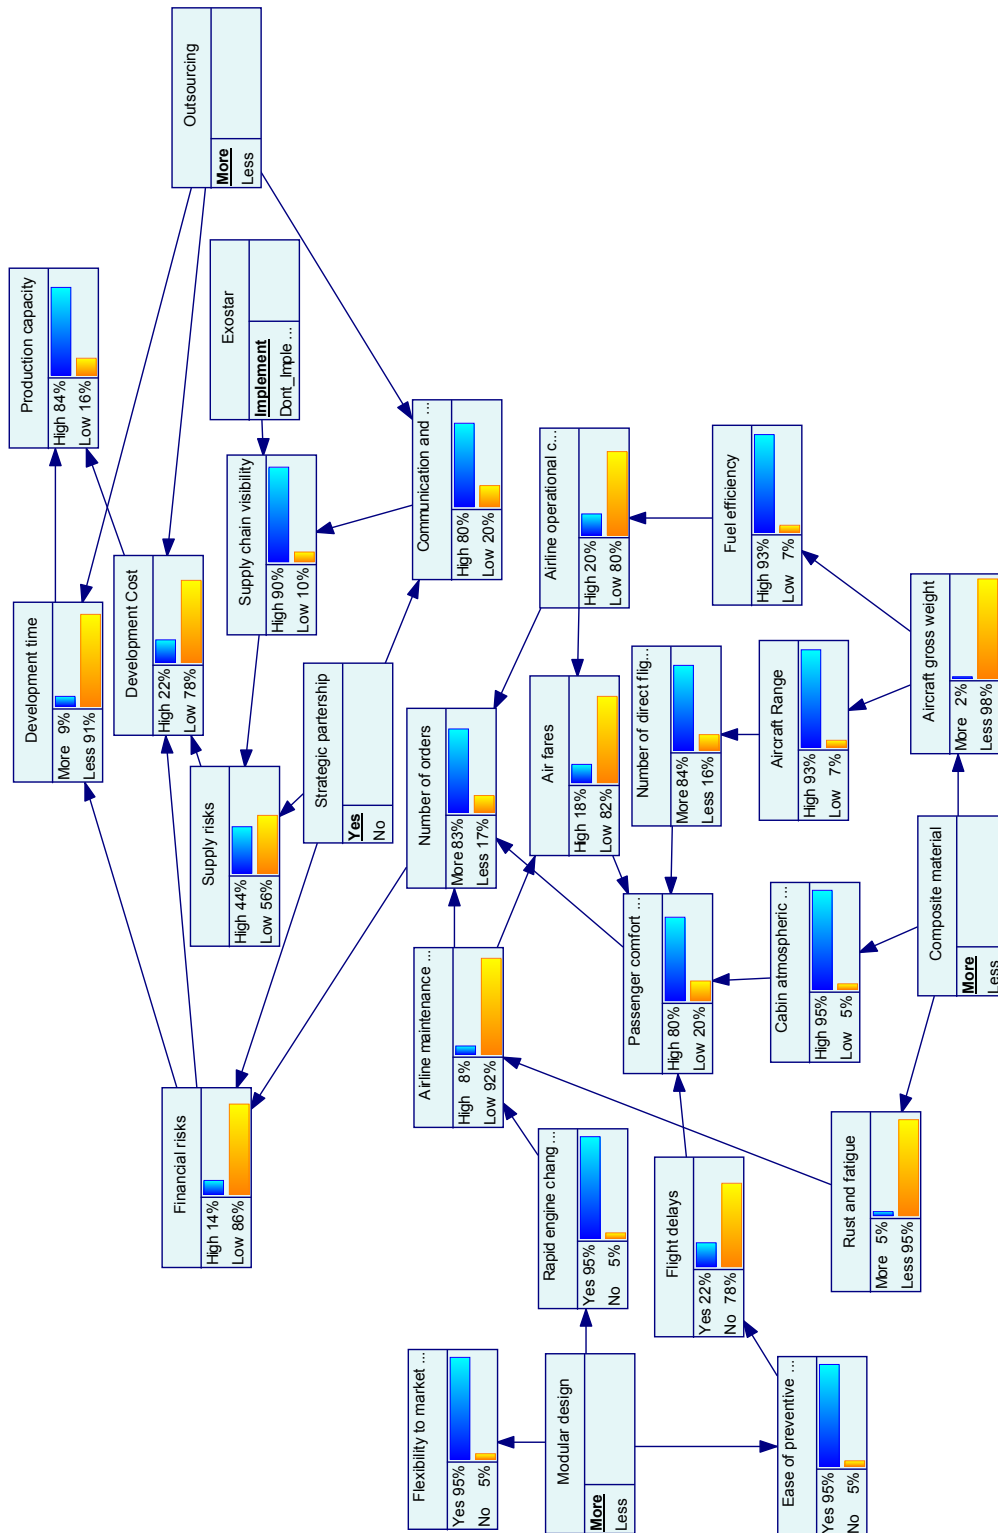 Outsourcing
More
Less
Production capacity
High 84%
Low 16%
Exostar
Implement
Dont_Imple ...
Development time
More 9%
Less 91%
Development Cost
High 22%
Low 78%
Supply chain visibility
High 90%
Low 10%
Communication and ...
High 80%
Low 20%
Airline operational c...
High 20%
Low 80%
Fuel efficiency
High 93%
Low 7%
Supply risks
High 44%
Low 56%
Strategic partership
Yes
No
Number of orders
More 83%
Less 17%
Air fares
High 18%
Low 82%
Number of direct flig...
More 84%
Less 16%
Aircraft Range
High 93%
Low 7%
Aircraft gross weight
More 2%
Less 98%
Financial risks
High 14%
Low 86%
Airline maintenance ...
High 8%
Low 92%
Passenger comfort ...
High 80%
Low 20%
Cabin atmospheric ...
High 95%
Low 5%
Composite material
More
Less
Rapid engine chang ...
Yes 95%
No 5%
Flight delays
Yes 22%
No 78%
Rust and fatigue
More 5%
Less 95%
Flexibility to market ...
Yes 95%
No 5%
Modular design
More
Less
Ease of preventive ...
Yes 95%
No 5%